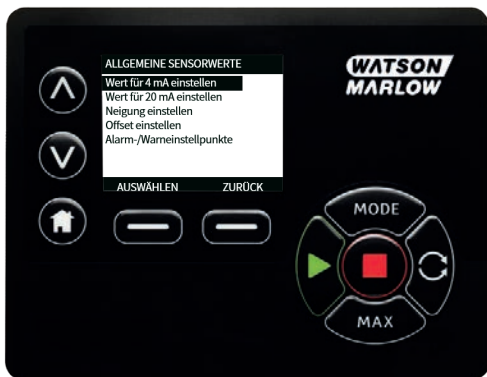 ALLGEMEINE SENSORWERTE
Wert für 4 mA einstellen
Wert für 20 mA einstellen
Neigung einstellen
Offset einstellen
Alarm-/Warneinstellpunkte
AUSWÄHLEN ZURÜCK
WATSON
MARLOW
MODE
MAX